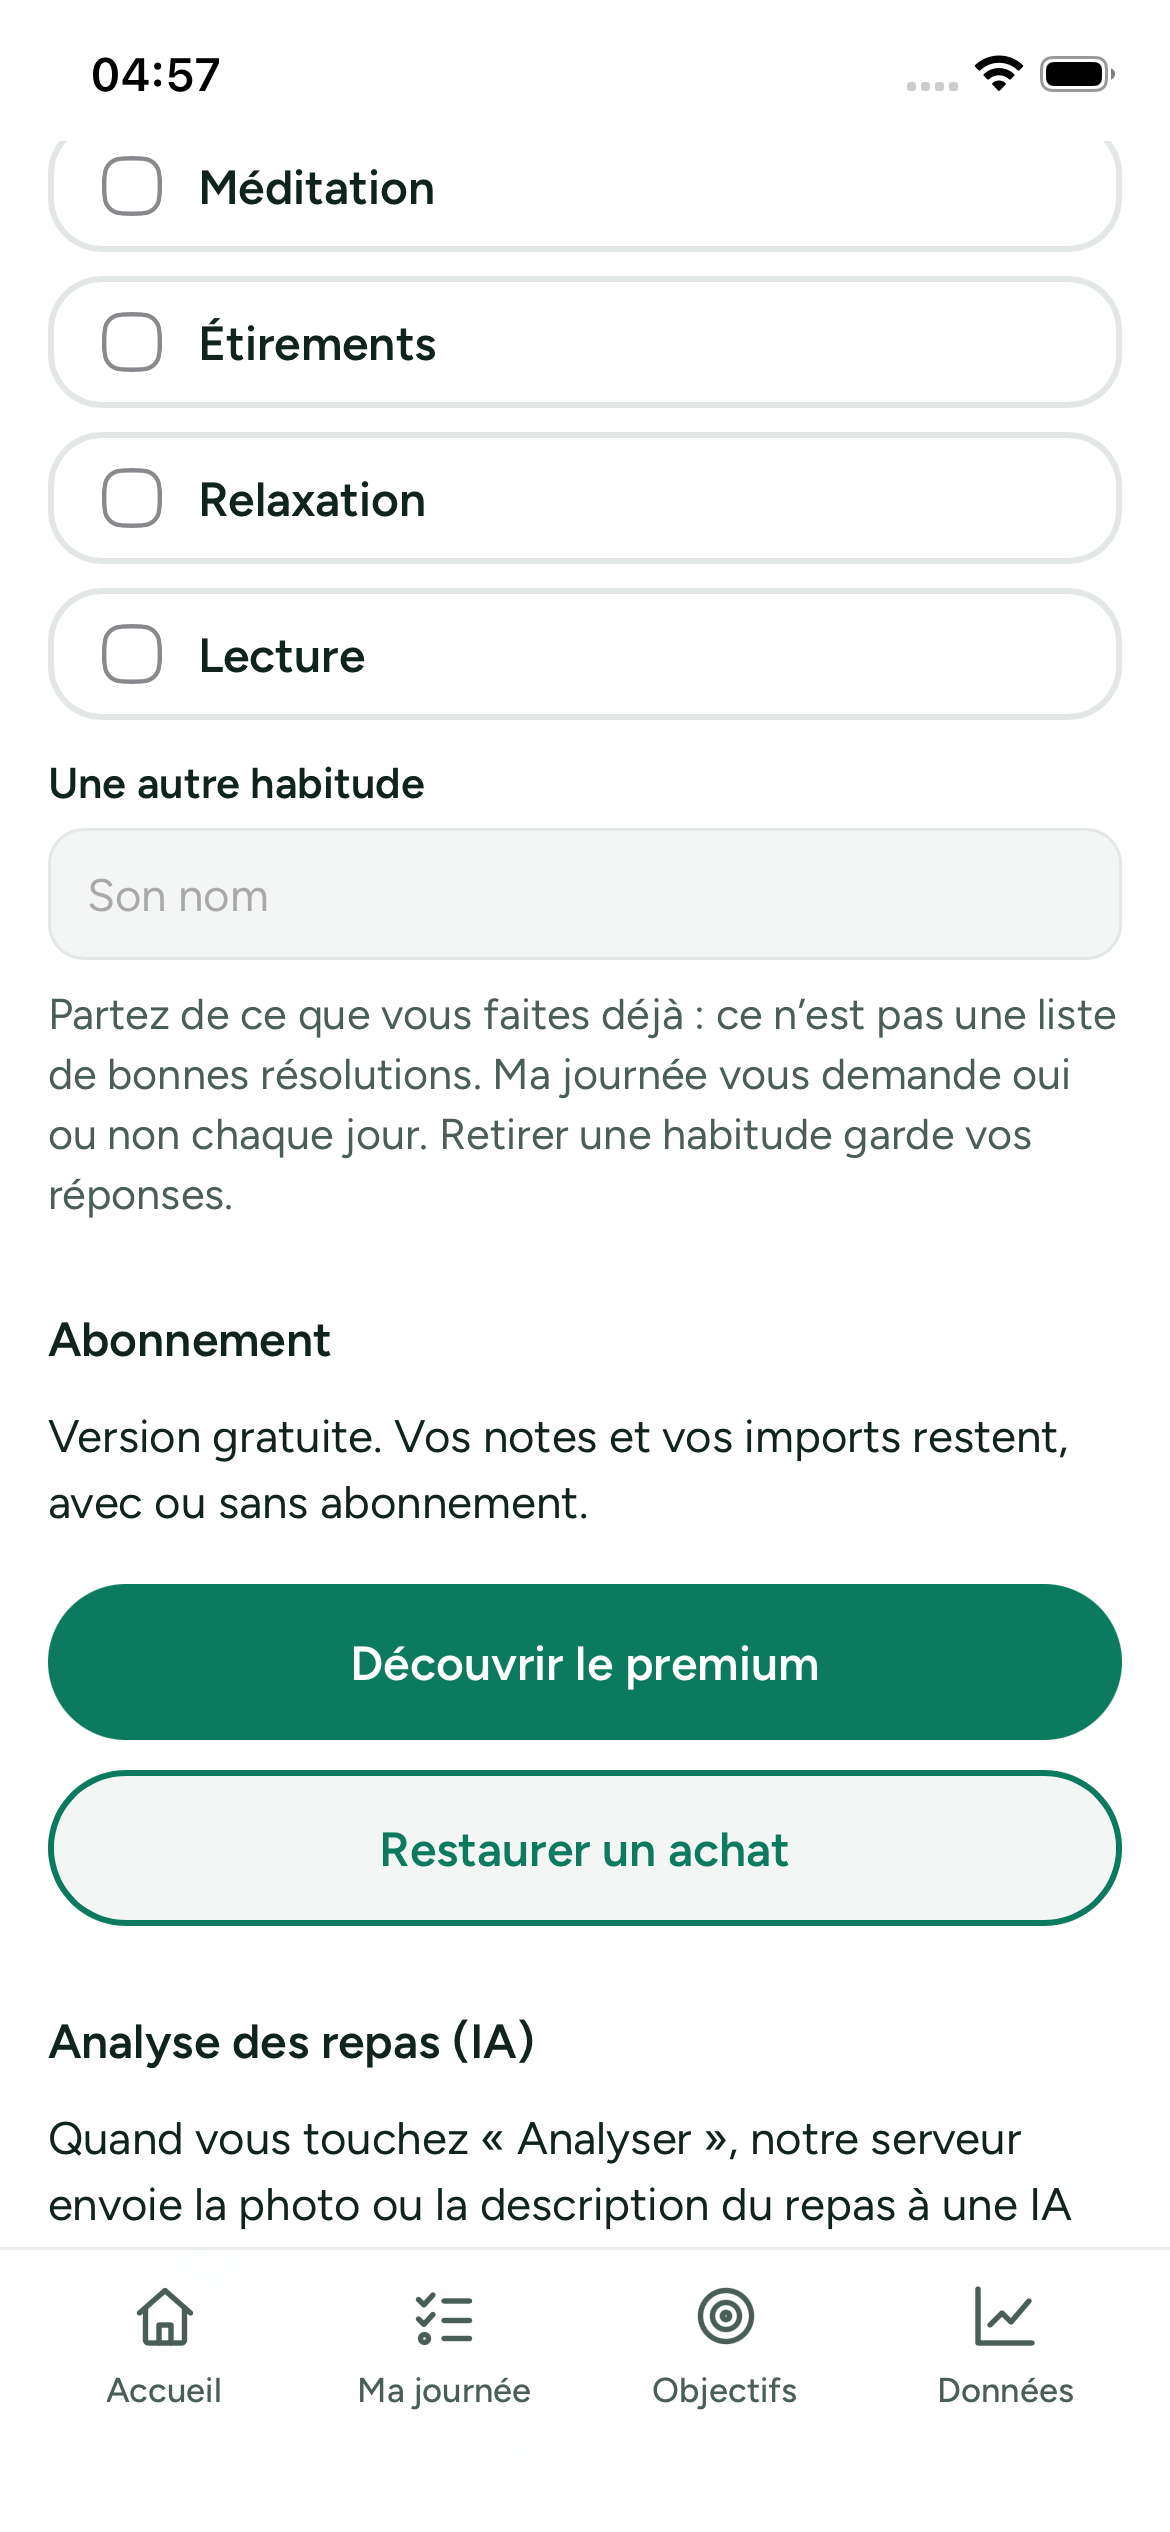 04:57
Méditation
Étirements
Relaxation
Lecture
Une autre habitude
Son nom
Partez de ce que vous faites déjà : ce n’est pas une liste
de bonnes résolutions. Ma journée vous demande oui
ou non chaque jour. Retirer une habitude garde vos
réponses.
Abonnement
Version gratuite. Vos notes et vos imports restent,
avec ou sans abonnement.
Découvrir le premium
Restaurer un achat
Analyse des repas (IA)
Quand vous touchez « Analyser », notre serveur
envoie la photo ou la description du repas à une IA
Accueil
Ma journée
Objectifs
Données